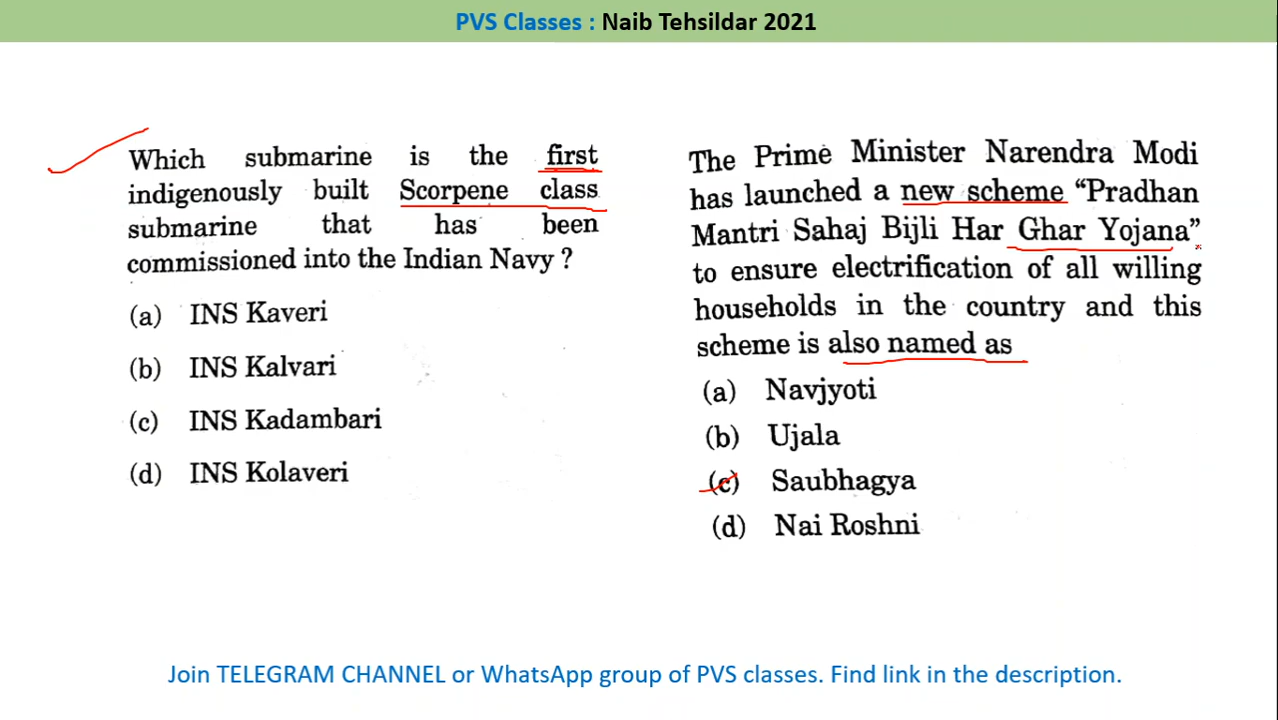 PVS Classes : Naib Tehsildar 2021
Which submarine is the first
indigenously built Scorpene class
submarine that has been
commissioned into the Indian Navy ?
(a) INS Kaveri
(b) INS Kalvari
(c) INS Kadambari
(d) INS Kolaveri
The Prime Minister Narendra Modi
has launched a new scheme “Pradhan
Mantri Sahaj Bijli Har Ghar Yojana”
to ensure electrification of all willing
households in the country and this
scheme is also named as
(a) Navjyoti
(b) Ujala
(c) Saubhagya
(d) Nai Roshni
Join TELEGRAM CHANNEL or WhatsApp group of PVS classes. Find link in the description.